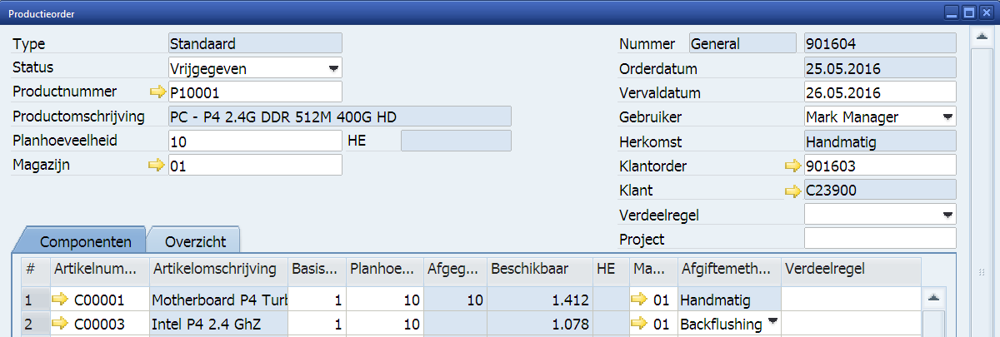 Productieorder
Type Standaard Nummer General 901604
Status Vrijgegeven Orderdatum 25.05.2016
Productnummer P10001 Vervaldatum 26.05.2016
Productomschrijving PC - P4 2.4G DDR 512M 400G HD Gebruiker Mark Manager
Planhoeveelheid 10 HE Herkomst Handmatig
Magazijn 01 Klantorder 901603
Klant C23900
Verdeelregel
Project
Componenten Overzicht
# Artikelnum... Artikelomschrijving Basis... Planhoe... Afgeg... Beschikbaar HE Ma... Afgiftemeth... Verdeelregel
1 C00001 Motherboard P4 Turb 1 10 10 1.412 01 Handmatig
2 C00003 Intel P4 2.4 GhZ 1 10 1.078 01 Backflushing